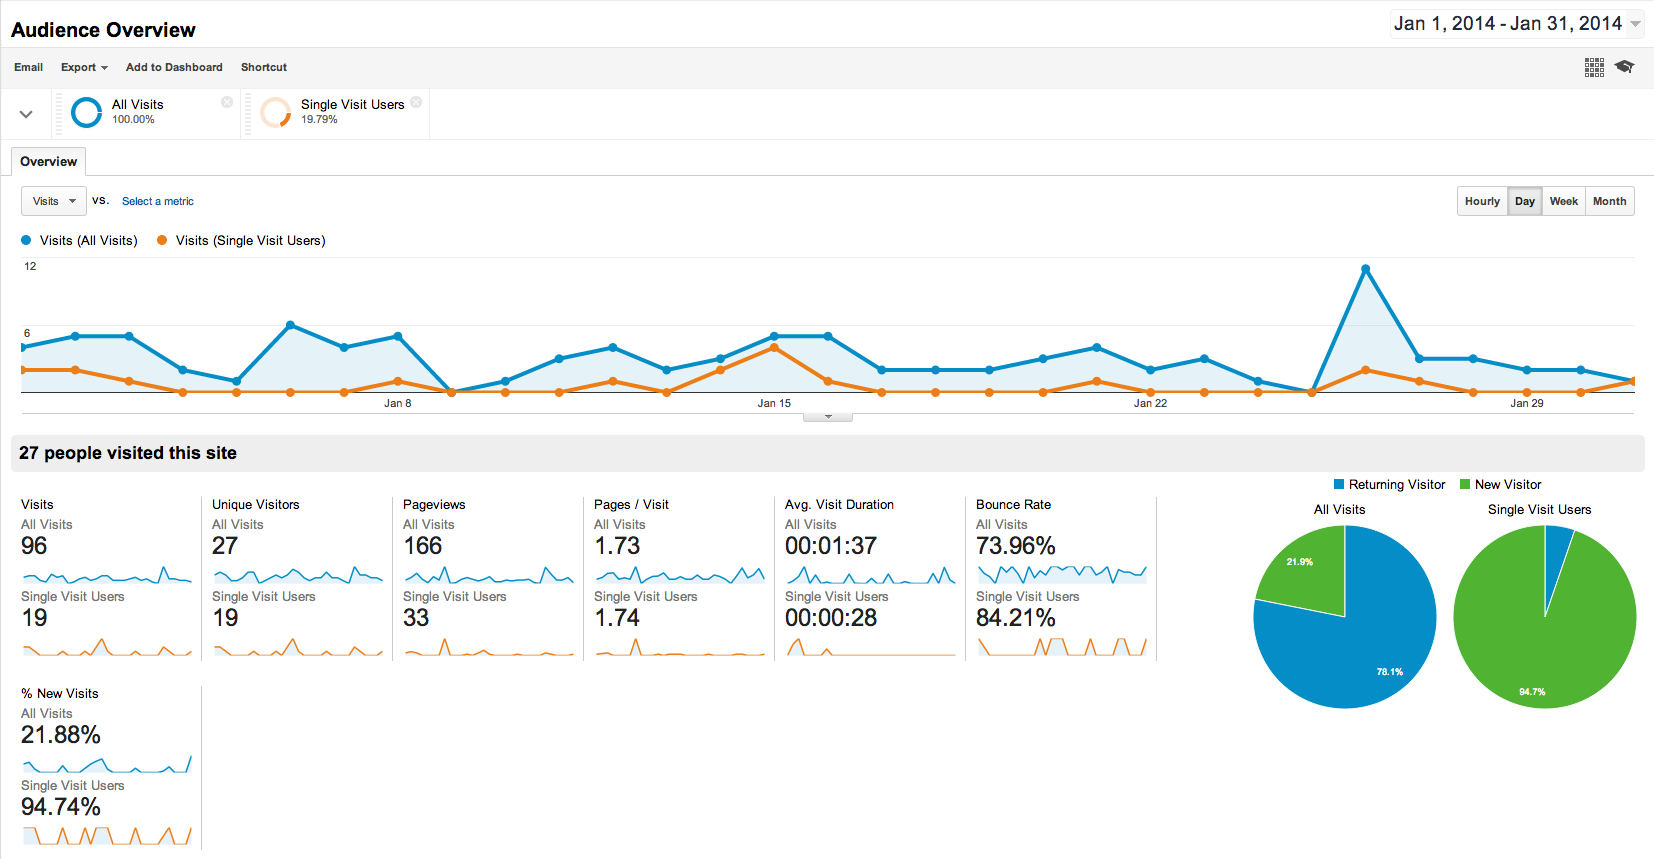 Audience Overview
Jan 1, 2014 - Jan 31, 2014
Email Export Add to Dashboard Shortcut
All Visits
100.00%
Single Visit Users
19.79%
Overview
Visits VS. Select a metric
Hourly Day Week Month
Visits (All Visits) Visits (Single Visit Users)
12
6
Jan 8 Jan 15 Jan 22 Jan 29
27 people visited this site
Visits
All Visits
96
Single Visit Users
19
Unique Visitors
All Visits
27
Single Visit Users
19
Pageviews
All Visits
166
Single Visit Users
33
Pages / Visit
All Visits
1.73
Single Visit Users
1.74
Avg. Visit Duration
All Visits
00:01:37
Single Visit Users
00:00:28
Bounce Rate
All Visits
73.96%
Single Visit Users
84.21%
Returning Visitor New Visitor
All Visits
21.9%
78.1%
Single Visit Users
94.7%
% New Visits
All Visits
21.88%
Single Visit Users
94.74%